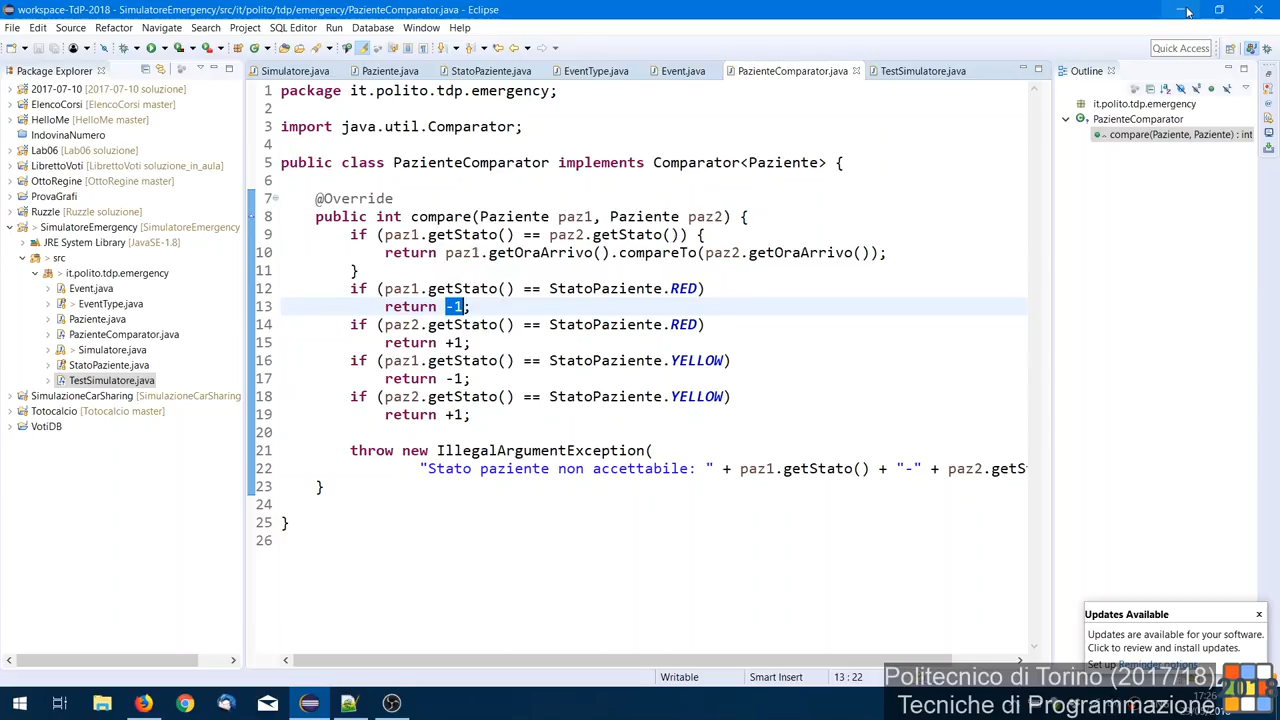 workspace-TdP-2018 - SimulatoreEmergency/src/it/polito/tdp/emergency/PazienteComparator.java - Eclipse
File Edit Source Refactor Navigate Search Project SQL Editor Run Database Window Help
Quick Access
Package Explorer
Simulatore.java Paziente.java StatoPaziente.java EventType.java Event.java PazienteComparator.java TestSimulatore.java
Outline
2017-07-10 [2017-07-10 soluzione]
ElencoCorsi [ElencoCorsi master]
HelloMe [HelloMe master]
IndovinaNumero
Lab06 [Lab06 master]
LibrettoVoti [LibrettoVoti soluzione_in_aula]
OttoRegine [OttoRegine master]
ProvaGrafi
Ruzzle [Ruzzle soluzione]
> SimulatoreEmergency [SimulatoreEmergency
JRE System Library [JavaSE-1.8]
> src
> it.polito.tdp.emergency
Event.java
> EventType.java
Paziente.java
PazienteComparator.java
> Simulatore.java
StatoPaziente.java
TestSimulatore.java
SimulazioneCarSharing [SimulazioneCarSharing
Totocalcio [Totocalcio master]
VotiDB
1 package it.polito.tdp.emergency;
2
3 import java.util.Comparator;
4
5 public class PazienteComparator implements Comparator<Paziente> {
6
7 @Override
8 public int compare(Paziente paz1, Paziente paz2) {
9 if (paz1.getStato() == paz2.getStato()) {
10 return paz1.getOraArrivo().compareTo(paz2.getOraArrivo());
11 }
12 if (paz1.getStato() == StatoPaziente.RED)
13 return -1;
14 if (paz2.getStato() == StatoPaziente.RED)
15 return +1;
16 if (paz1.getStato() == StatoPaziente.YELLOW)
17 return -1;
18 if (paz2.getStato() == StatoPaziente.YELLOW)
19 return +1;
20
21 throw new IllegalArgumentException(
22 "Stato paziente non accettabile: " + paz1.getStato() + "-" + paz2.getS
23 }
24
25 }
26
it.polito.tdp.emergency
PazienteComparator
compare(Paziente, Paziente) : int
Updates Available
Updates are available for your software.
Click to review and install updates.
Set up Reminder options
Writable Smart Insert 13 : 22
Politecnico di Torino (2017/18)
Tecniche di Programmazione
17:26
2018